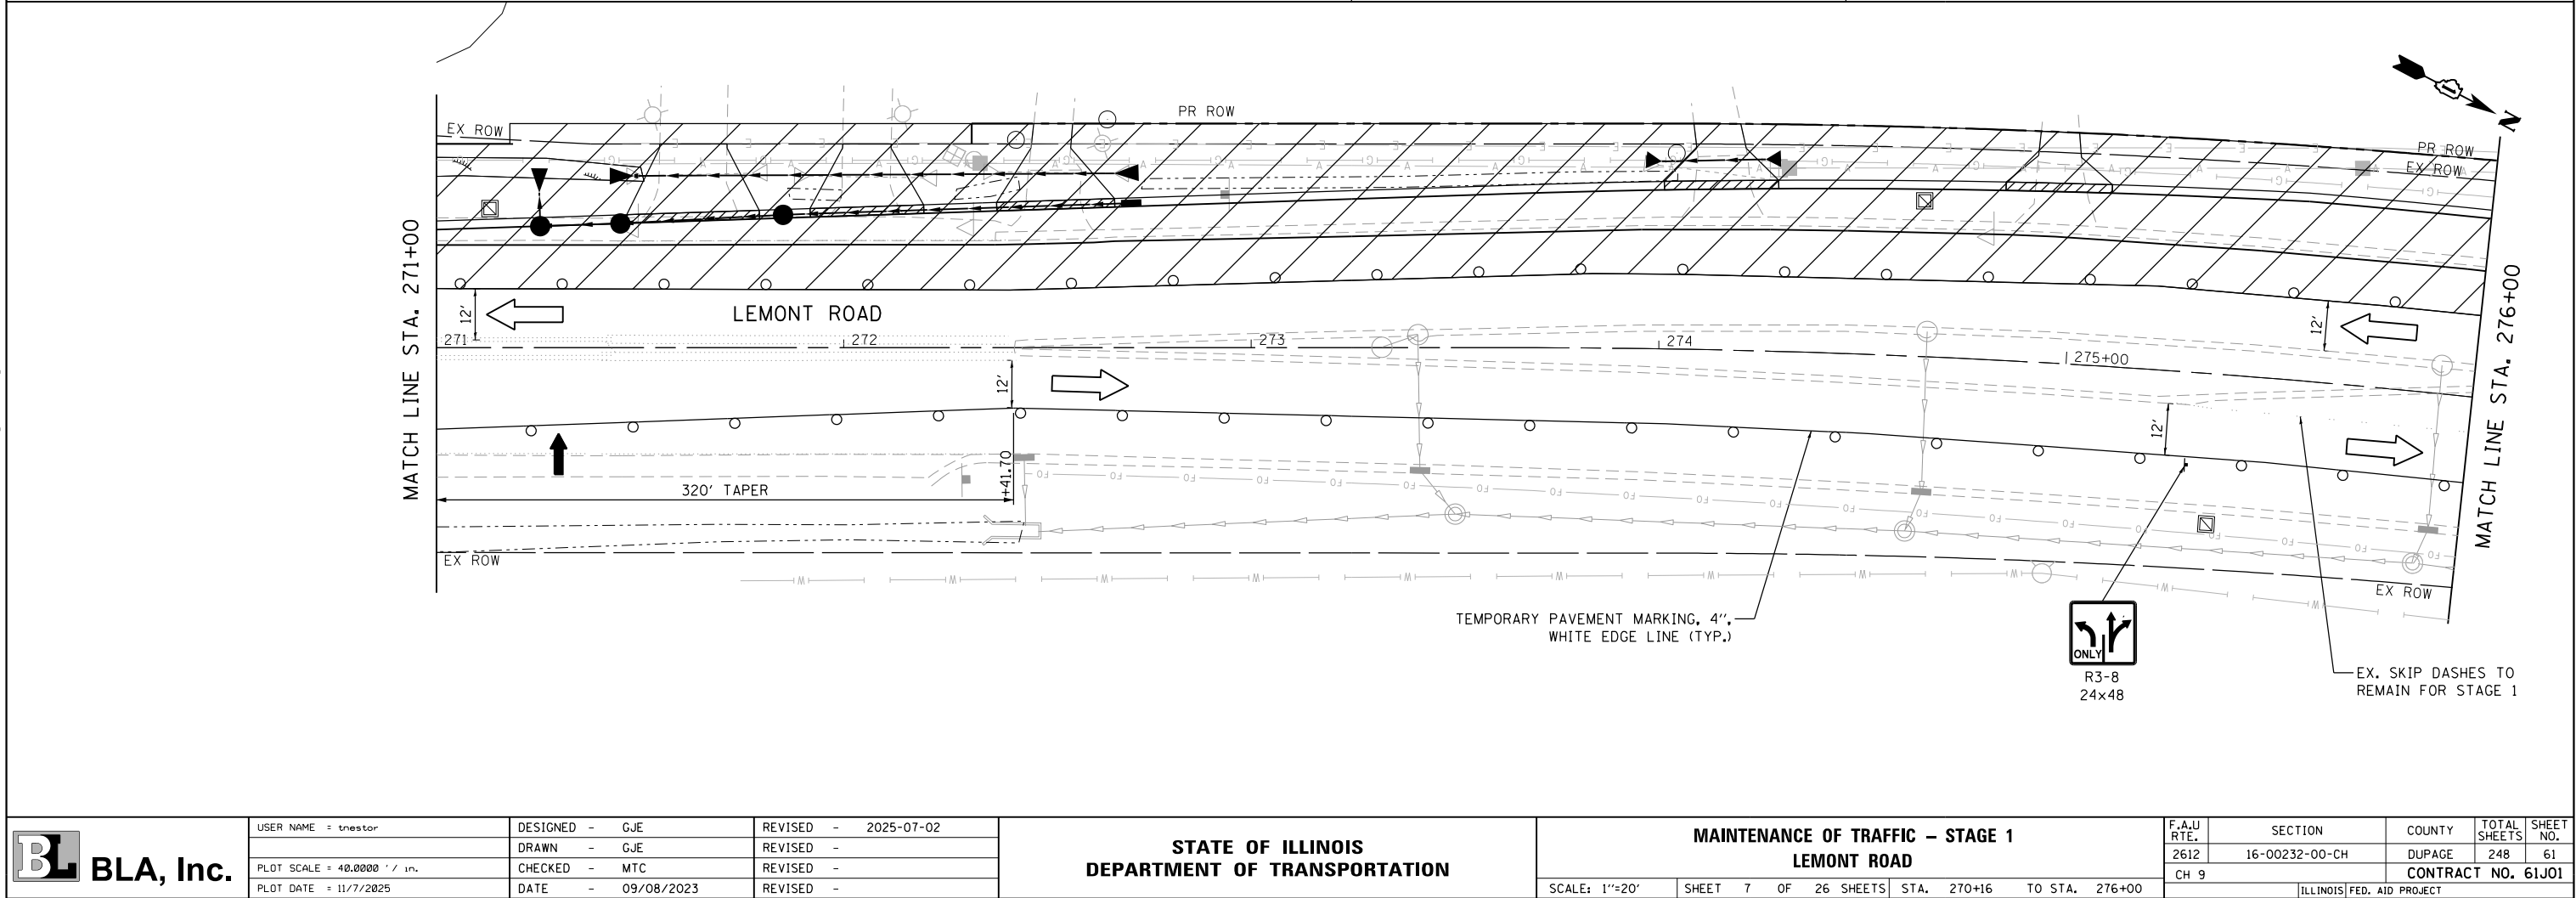 PR ROW
EX ROW
PR ROW
EX ROW
N
MATCH LINE STA. 271+00
12'
LEMONT ROAD
271
272
273
274
275+00
12'
12'
12'
MATCH LINE STA. 276+00
320' TAPER
+41.70
EX ROW
EX ROW
TEMPORARY PAVEMENT MARKING, 4",
WHITE EDGE LINE (TYP.)
ONLY
R3-8
24x48
EX. SKIP DASHES TO
REMAIN FOR STAGE 1
BL BLA, Inc.
USER NAME = tnestor
PLOT SCALE = 40.0000 ' / in.
PLOT DATE = 11/7/2025
DESIGNED - GJE
DRAWN - GJE
CHECKED - MTC
DATE - 09/08/2023
REVISED - 2025-07-02
REVISED -
REVISED -
REVISED -
STATE OF ILLINOIS
DEPARTMENT OF TRANSPORTATION
MAINTENANCE OF TRAFFIC – STAGE 1
LEMONT ROAD
SCALE: 1"=20' SHEET 7 OF 26 SHEETS STA. 270+16 TO STA. 276+00
F.A.U RTE. SECTION COUNTY TOTAL SHEETS SHEET NO.
2612 16-00232-00-CH DUPAGE 248 61
CH 9 CONTRACT NO. 61J01
ILLINOIS FED. AID PROJECT